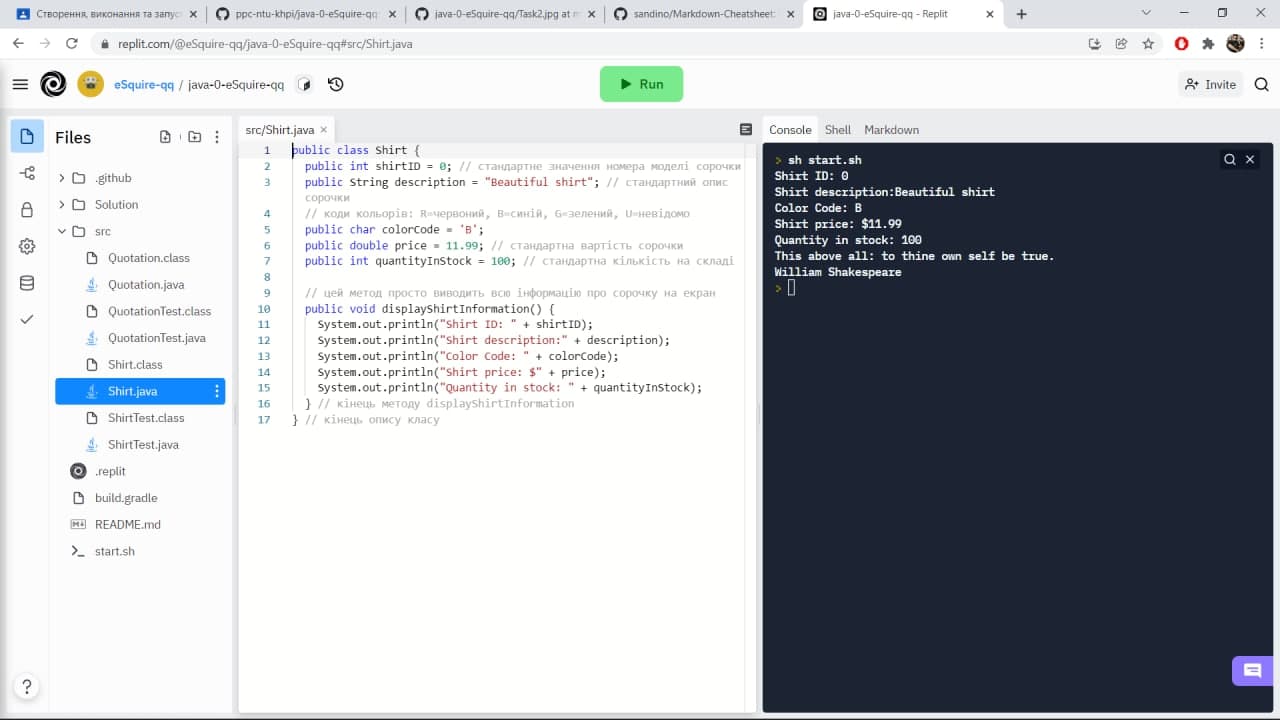 Створення, виконання та запус
ppc-ntu-khpi/java-0-eSquire-qq
java-0-eSquire-qq/Task2.jpg at m
sandino/Markdown-Cheatsheet:
java-0-eSquire-qq - Replit
replit.com/@eSquire-qq/java-0-eSquire-qq#src/Shirt.java
eSquire-qq / java-0-eSquire-qq
Run
Invite
Files
.github
Solution
src
Quotation.class
Quotation.java
QuotationTest.class
QuotationTest.java
Shirt.class
Shirt.java
ShirtTest.class
ShirtTest.java
.replit
build.gradle
README.md
start.sh
?
src/Shirt.java
1 public class Shirt {
2 public int shirtID = 0; // стандартне значення номера моделі сорочки
3 public String description = "Beautiful shirt"; // стандартний опис
сорочки
4 // коди кольорів: R=червоний, B=синій, G=зелений, U=невідомо
5 public char colorCode = 'B';
6 public double price = 11.99; // стандартна вартість сорочки
7 public int quantityInStock = 100; // стандартна кількість на складі
8
9 // цей метод просто виводить всю інформацію про сорочку на екран
10 public void displayShirtInformation() {
11 System.out.println("Shirt ID: " + shirtID);
12 System.out.println("Shirt description:" + description);
13 System.out.println("Color Code: " + colorCode);
14 System.out.println("Shirt price: $" + price);
15 System.out.println("Quantity in stock: " + quantityInStock);
16 } // кінець методу displayShirtInformation
17 } // кінець опису класу
Console
Shell
Markdown
> sh start.sh
Shirt ID: 0
Shirt description:Beautiful shirt
Color Code: B
Shirt price: $11.99
Quantity in stock: 100
This above all: to thine own self be true.
William Shakespeare
>